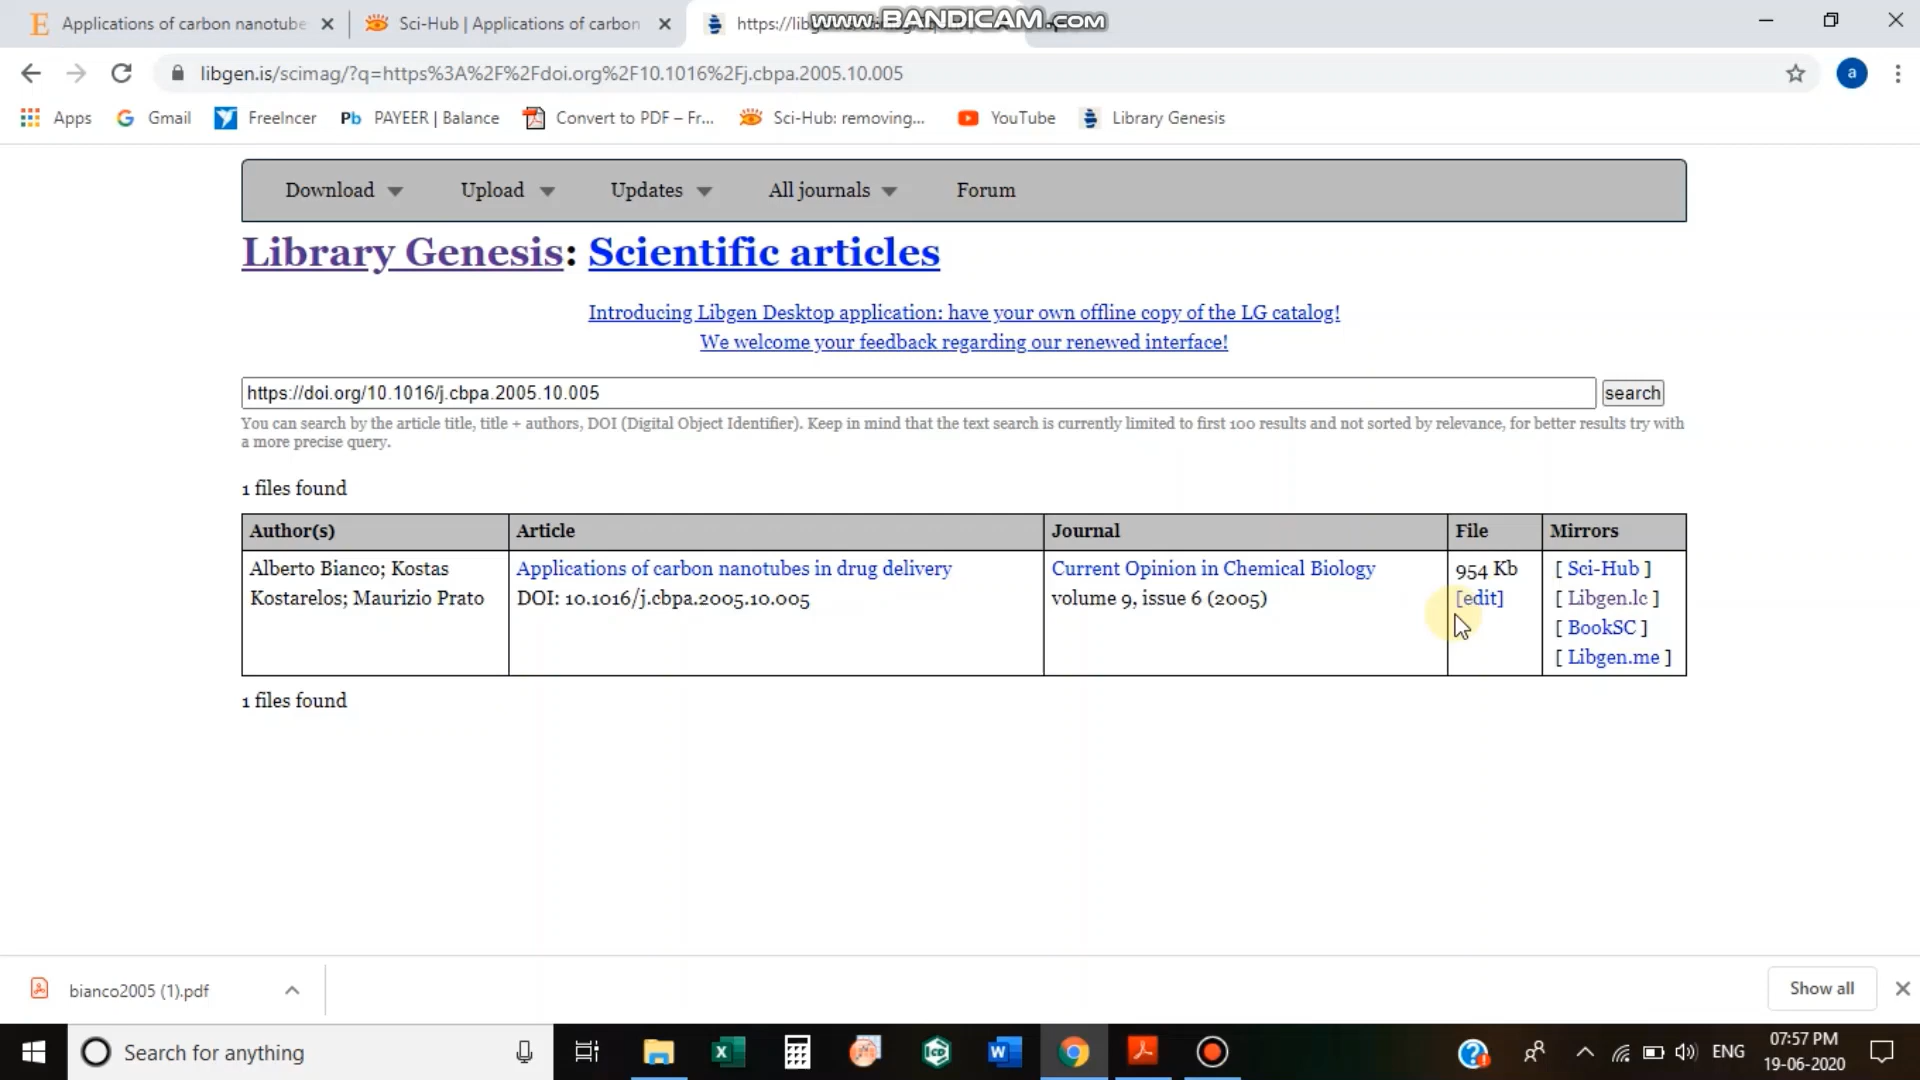 Applications of carbon nanotube
Sci-Hub | Applications of carbon
https://lib
www.BANDICAM.com
libgen.is/scimag/?q=https%3A%2F%2Fdoi.org%2F10.1016%2Fj.cbpa.2005.10.005
a
Apps
Gmail
Freelncer
Pb PAYEER | Balance
Convert to PDF – Fr...
Sci-Hub: removing...
YouTube
Library Genesis
Download
Upload
Updates
All journals
Forum
Library Genesis: Scientific articles
Introducing Libgen Desktop application: have your own offline copy of the LG catalog!
We welcome your feedback regarding our renewed interface!
https://doi.org/10.1016/j.cbpa.2005.10.005
search
You can search by the article title, title + authors, DOI (Digital Object Identifier). Keep in mind that the text search is currently limited to first 100 results and not sorted by relevance, for better results try with
a more precise query.
1 files found
Author(s) Article Journal File Mirrors
Alberto Bianco; Kostas Applications of carbon nanotubes in drug delivery Current Opinion in Chemical Biology 954 Kb [ Sci-Hub ]
Kostarelos; Maurizio Prato DOI: 10.1016/j.cbpa.2005.10.005 volume 9, issue 6 (2005) [edit] [ Libgen.lc ]
[ BookSC ]
[ Libgen.me ]
1 files found
bianco2005 (1).pdf
Show all
Search for anything
ENG
07:57 PM
19-06-2020